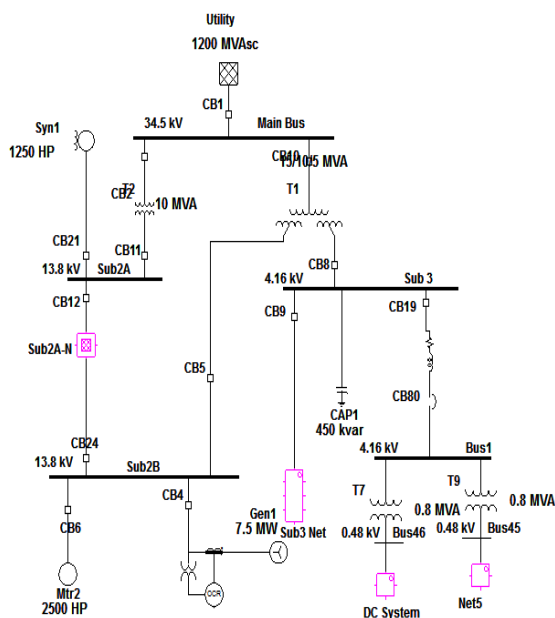 Utility
1200 MVAsc
CB1
34.5 kV
Main Bus
Syn1
1250 HP
CB2
T2
10 MVA
CB10
15/10/5 MVA
T1
CB21
CB11
13.8 kV
Sub2A
CB8
4.16 kV
Sub 3
CB12
CB9
CB19
Sub2A-N
CB5
CB80
CAP1
450 kvar
CB24
13.8 kV
Sub2B
4.16 kV
Bus1
CB6
CB4
Gen1
7.5 MW
Sub3 Net
T7
0.8 MVA
T9
0.8 MVA
0.48 kV
Bus46
0.48 kV
Bus45
OCR
Mtr2
2500 HP
DC System
Net5